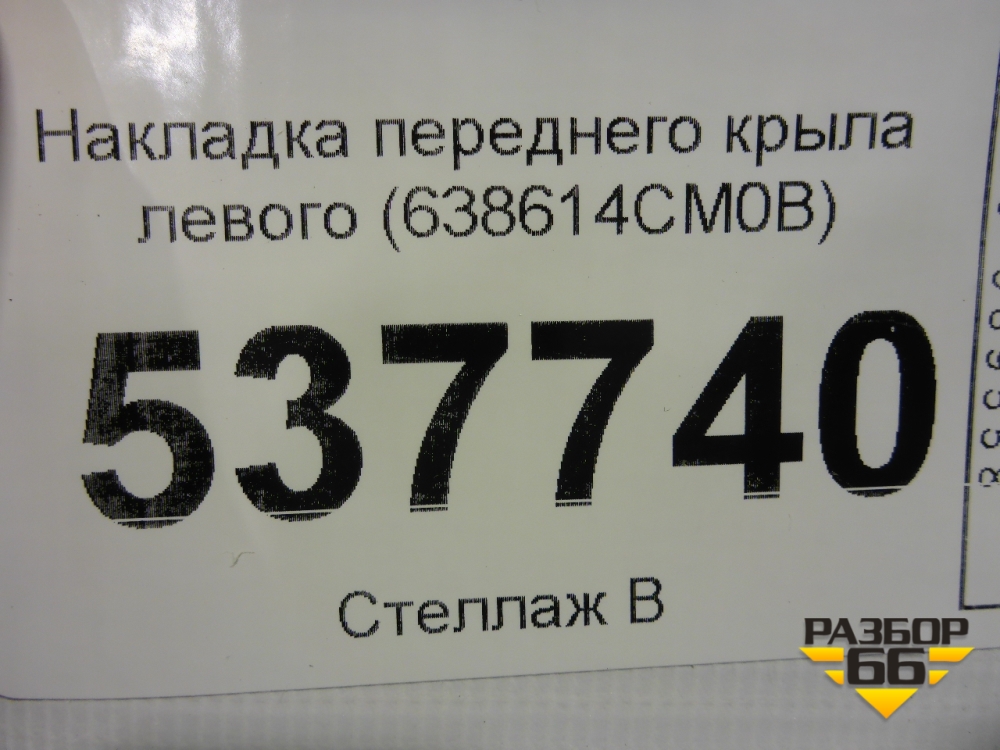 Накладка переднего крыла
левого (638614CM0B)
537740
Стеллаж В
РАЗБОР
66